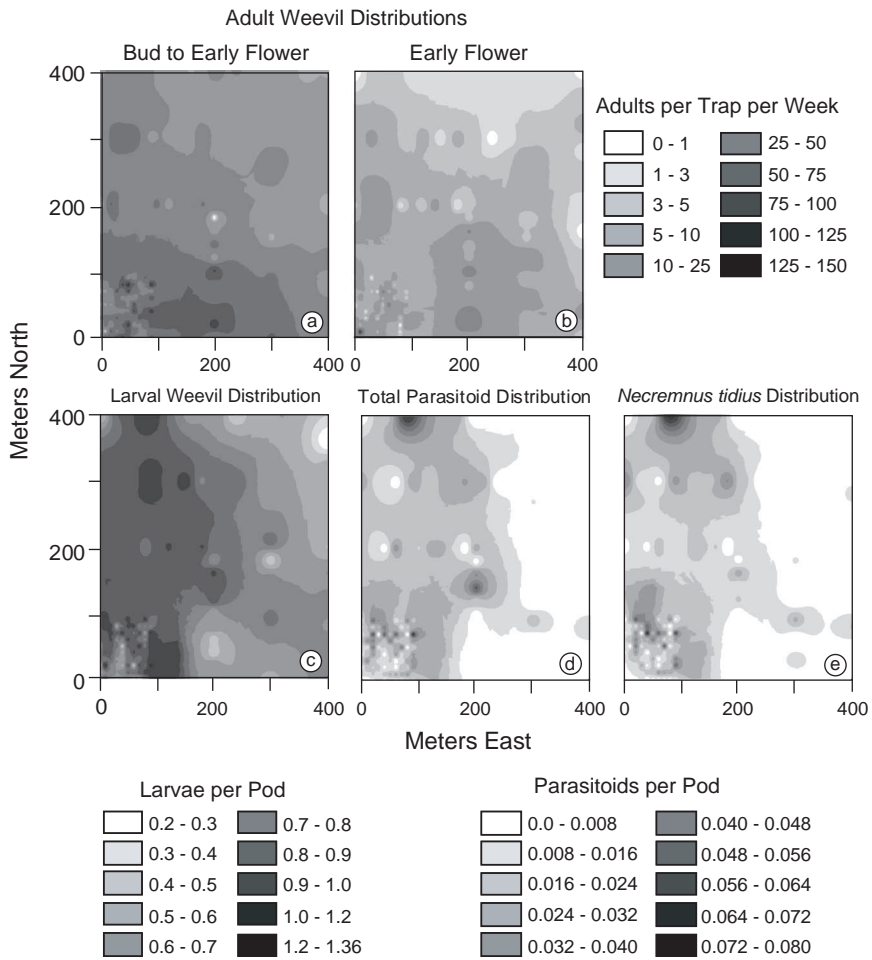 Adult Weevil Distributions
Bud to Early Flower
Early Flower
400
200
0
0
200
400
a
0
200
400
b
Adults per Trap per Week
0 - 1
1 - 3
3 - 5
5 - 10
10 - 25
25 - 50
50 - 75
75 - 100
100 - 125
125 - 150
Meters North
Larval Weevil Distribution
Total Parasitoid Distribution
Necremnus tidius Distribution
400
200
0
0
200
400
c
0
200
400
d
0
200
400
e
Meters East
Larvae per Pod
0.2 - 0.3
0.3 - 0.4
0.4 - 0.5
0.5 - 0.6
0.6 - 0.7
0.7 - 0.8
0.8 - 0.9
0.9 - 1.0
1.0 - 1.2
1.2 - 1.36
Parasitoids per Pod
0.0 - 0.008
0.008 - 0.016
0.016 - 0.024
0.024 - 0.032
0.032 - 0.040
0.040 - 0.048
0.048 - 0.056
0.056 - 0.064
0.064 - 0.072
0.072 - 0.080